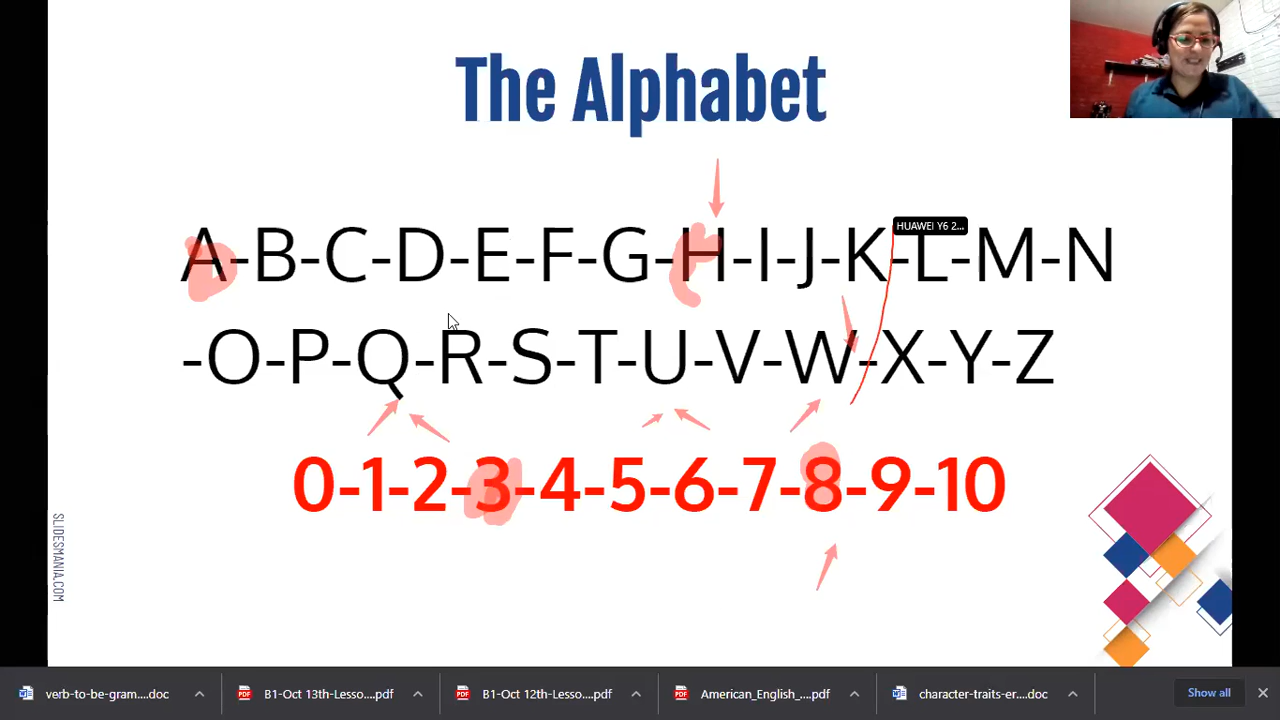 The Alphabet
HUAWEI Y6 2...
A-B-C-D-E-F-G-H-I-J-K-L-M-N
-O-P-Q-R-S-T-U-V-W-X-Y-Z
0-1-2-3-4-5-6-7-8-9-10
SLIDESMANIA.COM
verb-to-be-gram....doc
B1-Oct 13th-Lesso....pdf
B1-Oct 12th-Lesso....pdf
American_English_....pdf
character-traits-er....doc
Show all